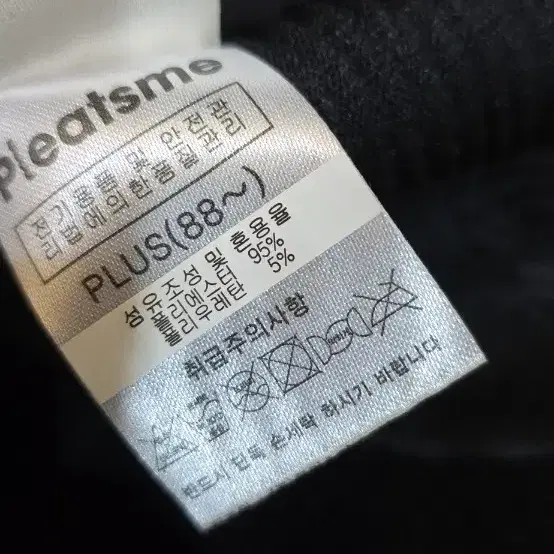 Pleatsme
전기용품 및 안전관리
리법에의한품질관리
PLUS(88~)
섬유 조성 및 혼용율
폴리에스텔 95%
폴리우레탄 5%
취급주의사항
반드시 단독 손세탁 하시기 바랍니다